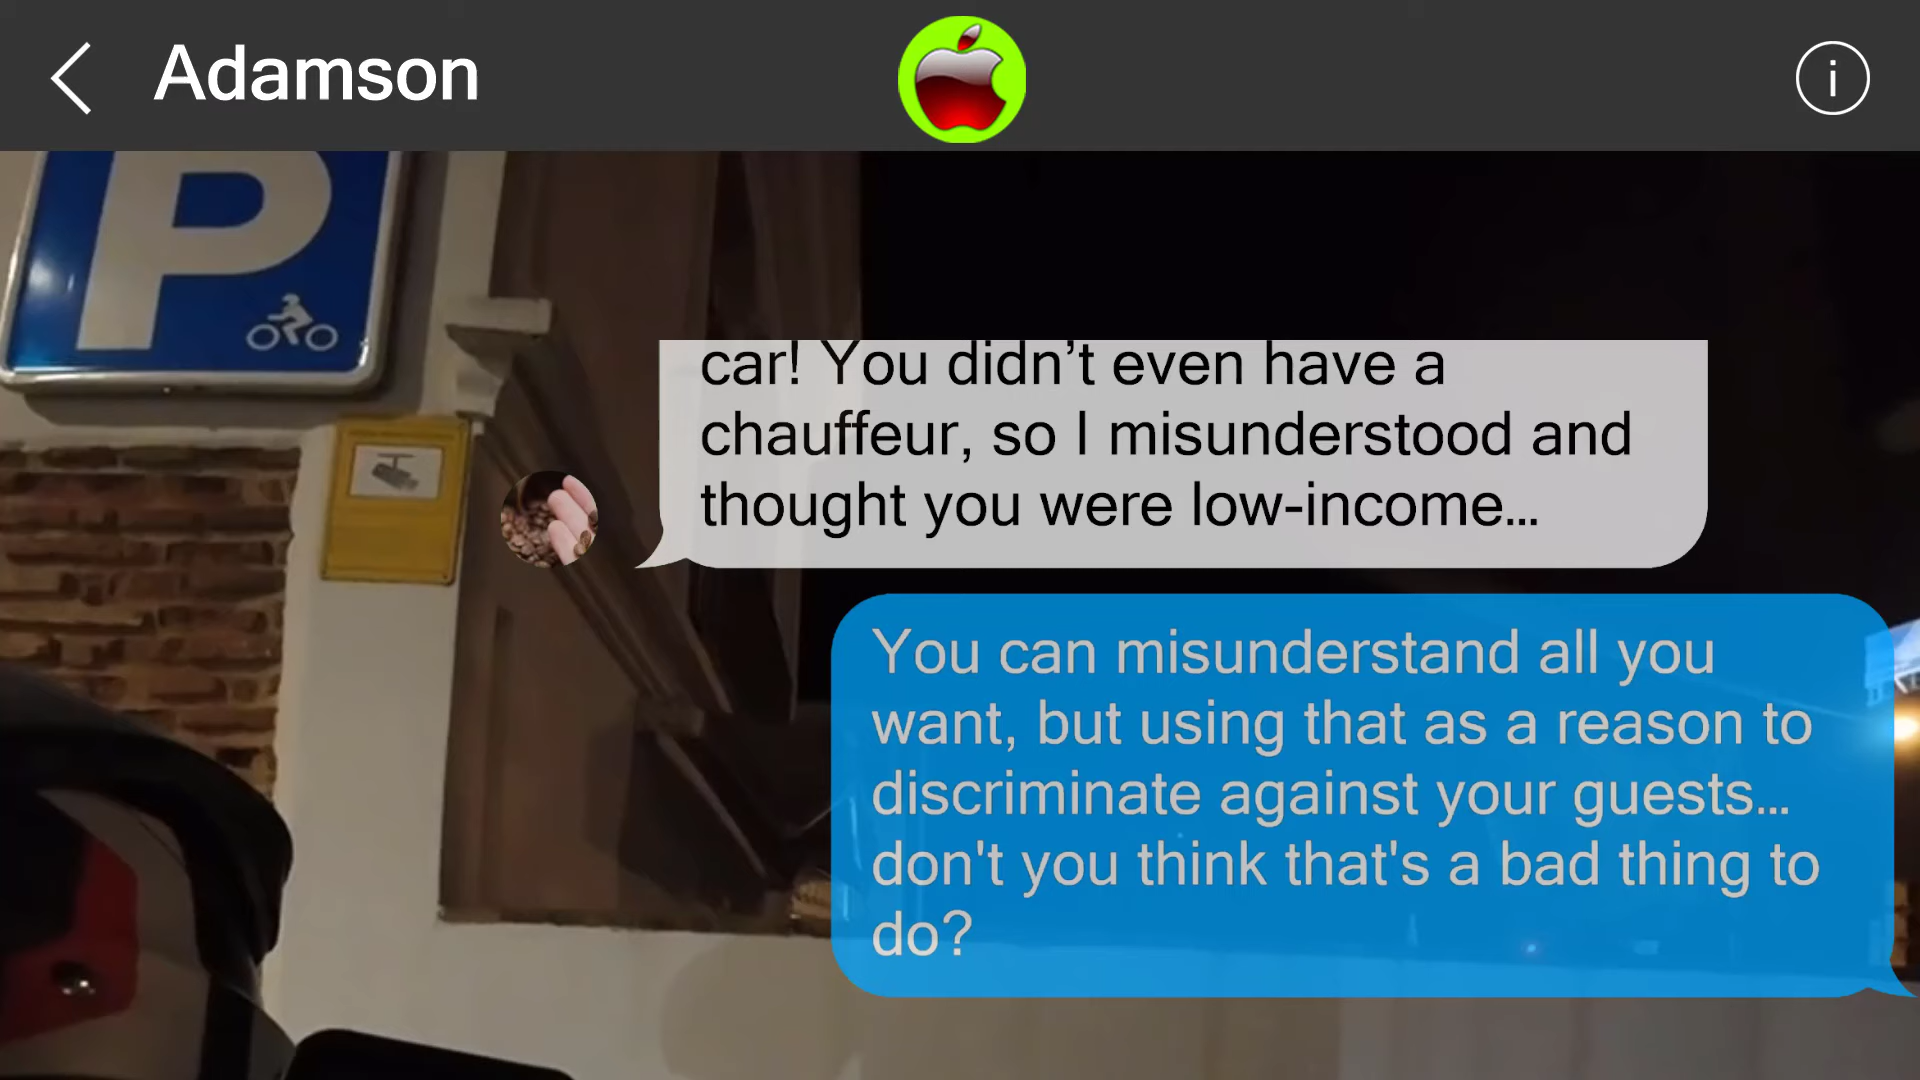 Adamson
i
P
car! You didn’t even have a
chauffeur, so I misunderstood and
thought you were low-income…
You can misunderstand all you
want, but using that as a reason to
discriminate against your guests…
don't you think that's a bad thing to
do?